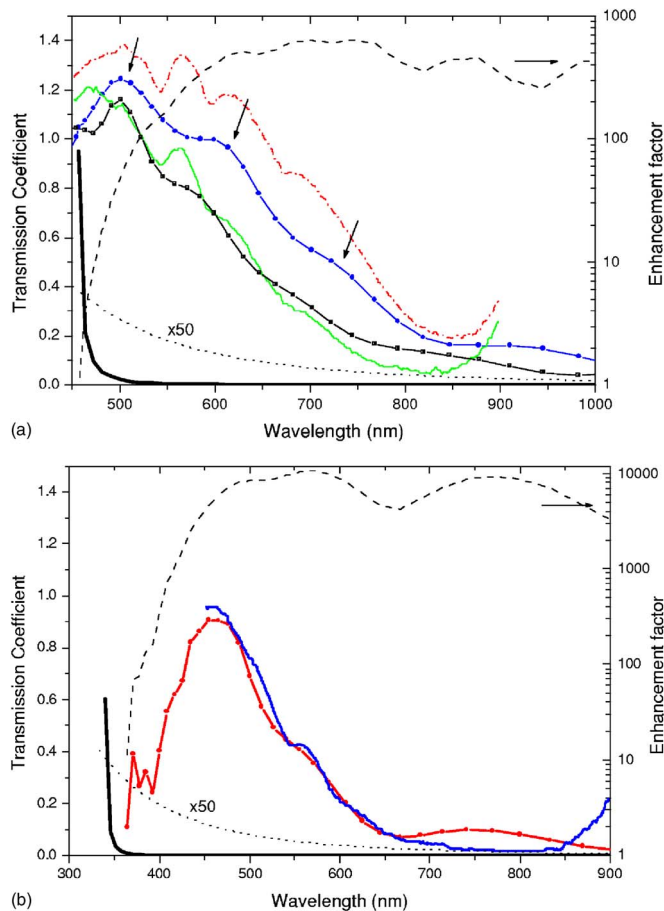 1.4
1.2
1.0
0.8
0.6
0.4
0.2
0.0
Transmission Coefficient
x50
1000
100
10
1
Enhancement factor
500 600 700 800 900 1000
Wavelength (nm)
(a)
1.4
1.2
1.0
0.8
0.6
0.4
0.2
0.0
Transmission Coefficient
x50
10000
1000
100
10
1
Enhancement factor
300 400 500 600 700 800 900
Wavelength (nm)
(b)